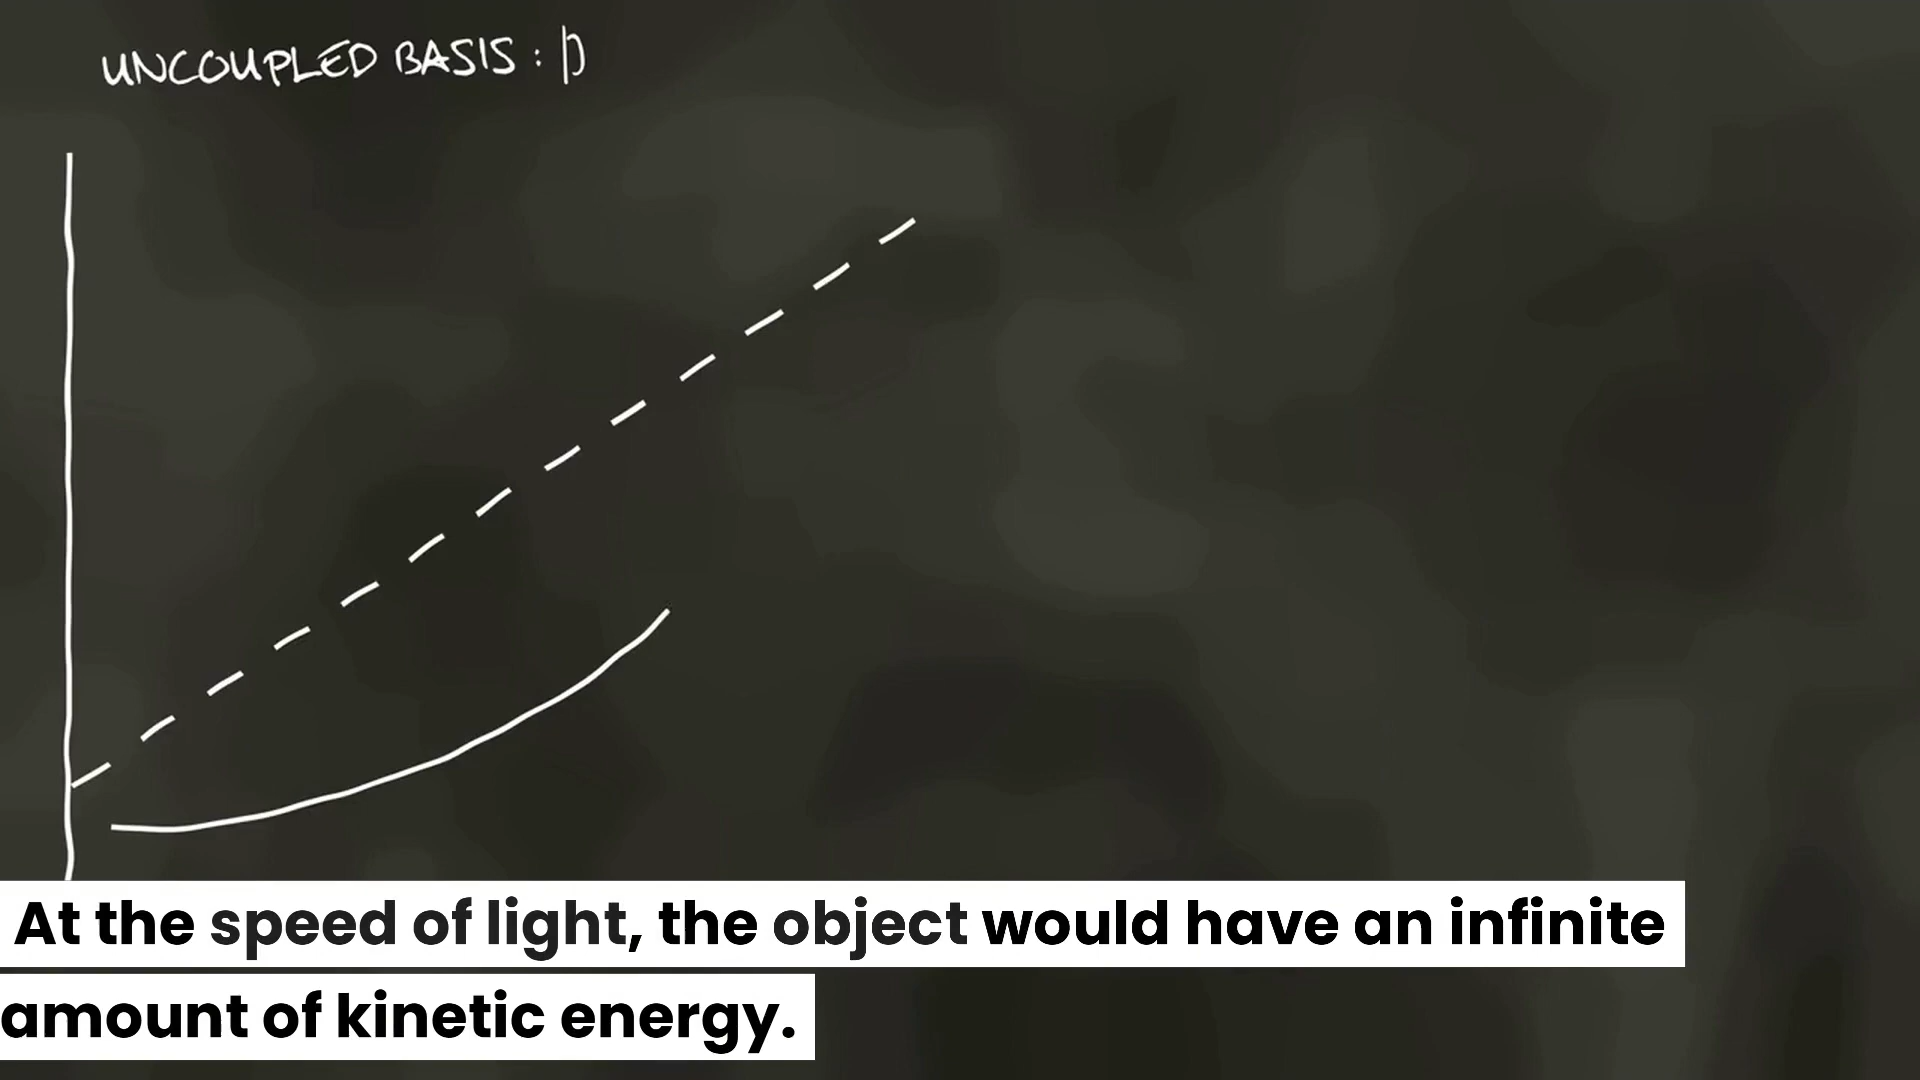 UNCOUPLED BASIS :
At the speed of light, the object would have an infinite
amount of kinetic energy.